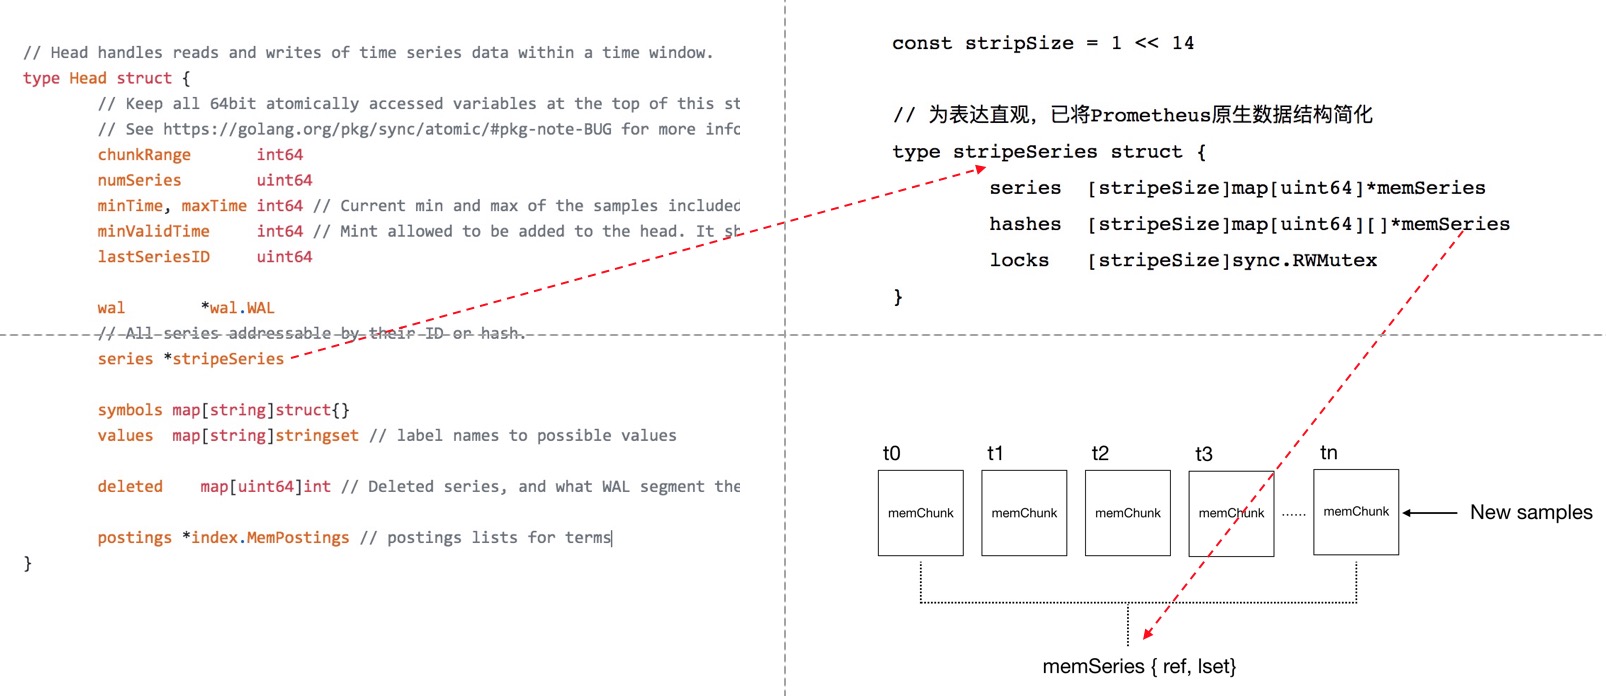 // Head handles reads and writes of time series data within a time window.
type Head struct {
// Keep all 64bit atomically accessed variables at the top of this st
// See https://golang.org/pkg/sync/atomic/#pkg-note-BUG for more info
chunkRange int64
numSeries uint64
minTime, maxTime int64 // Current min and max of the samples included
minValidTime int64 // Mint allowed to be added to the head. It sh
lastSeriesID uint64
wal *wal.WAL
// All series addressable by their ID or hash.
series *stripeSeries
symbols map[string]struct{}
values map[string]stringset // label names to possible values
deleted map[uint64]int // Deleted series, and what WAL segment the
postings *index.MemPostings // postings lists for terms
}
const stripSize = 1 << 14
// 为表达直观，已将Prometheus原生数据结构简化
type stripeSeries struct {
series [stripeSize]map[uint64]*memSeries
hashes [stripeSize]map[uint64][]*memSeries
locks [stripeSize]sync.RWMutex
}
t0 t1 t2 t3 tn
memChunk memChunk memChunk memChunk ...... memChunk New samples
memSeries { ref, lset}